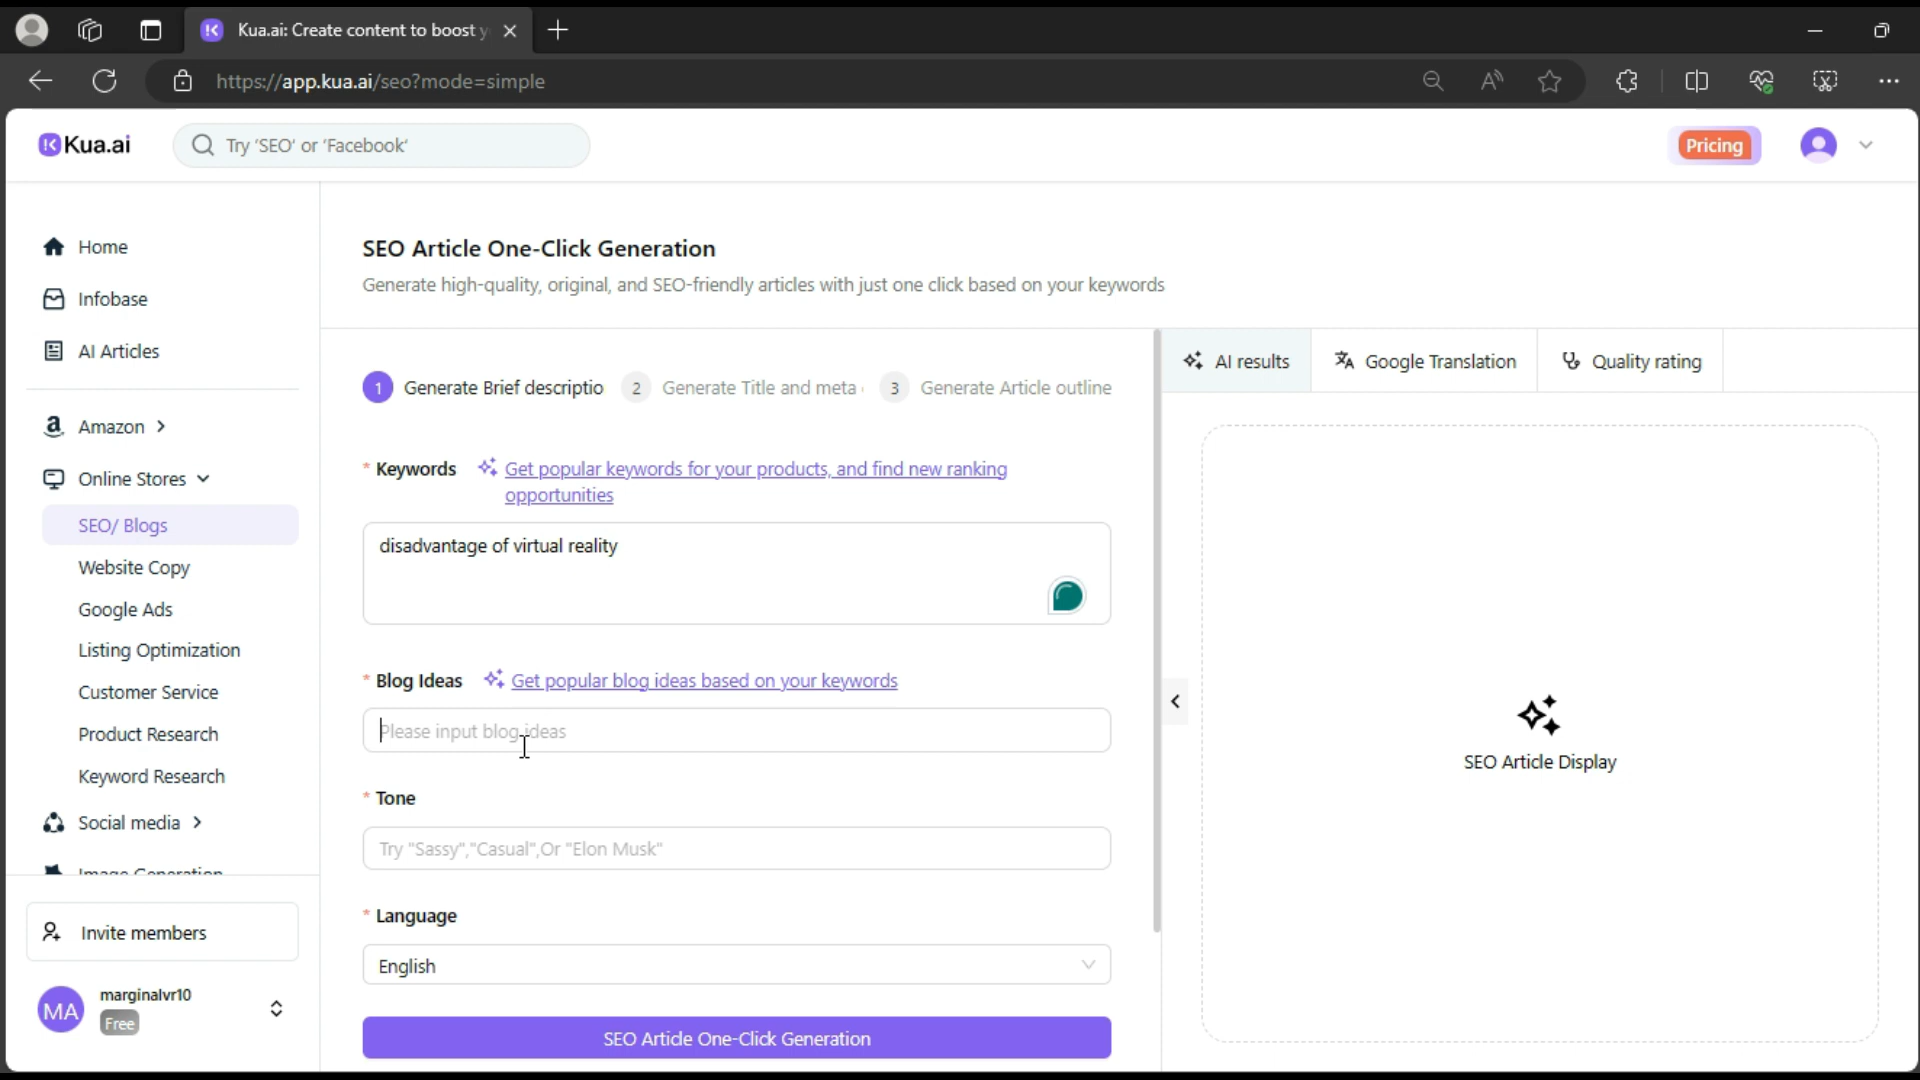 Kua.ai: Create content to boost y
https://app.kua.ai/seo?mode=simple
Kua.ai
Try 'SEO' or 'Facebook'
Pricing
Home
Infobase
AI Articles
Amazon
Online Stores
SEO/ Blogs
Website Copy
Google Ads
Listing Optimization
Customer Service
Product Research
Keyword Research
Social media
Image Generation
Invite members
MA
marginalvr10
Free
SEO Article One-Click Generation
Generate high-quality, original, and SEO-friendly articles with just one click based on your keywords
1 Generate Brief descriptio
2 Generate Title and meta
3 Generate Article outline
* Keywords
Get popular keywords for your products, and find new ranking
opportunities
disadvantage of virtual reality
* Blog Ideas
Get popular blog ideas based on your keywords
Please input blog ideas
* Tone
Try "Sassy","Casual",Or "Elon Musk"
* Language
English
SEO Article One-Click Generation
AI results
Google Translation
Quality rating
SEO Article Display